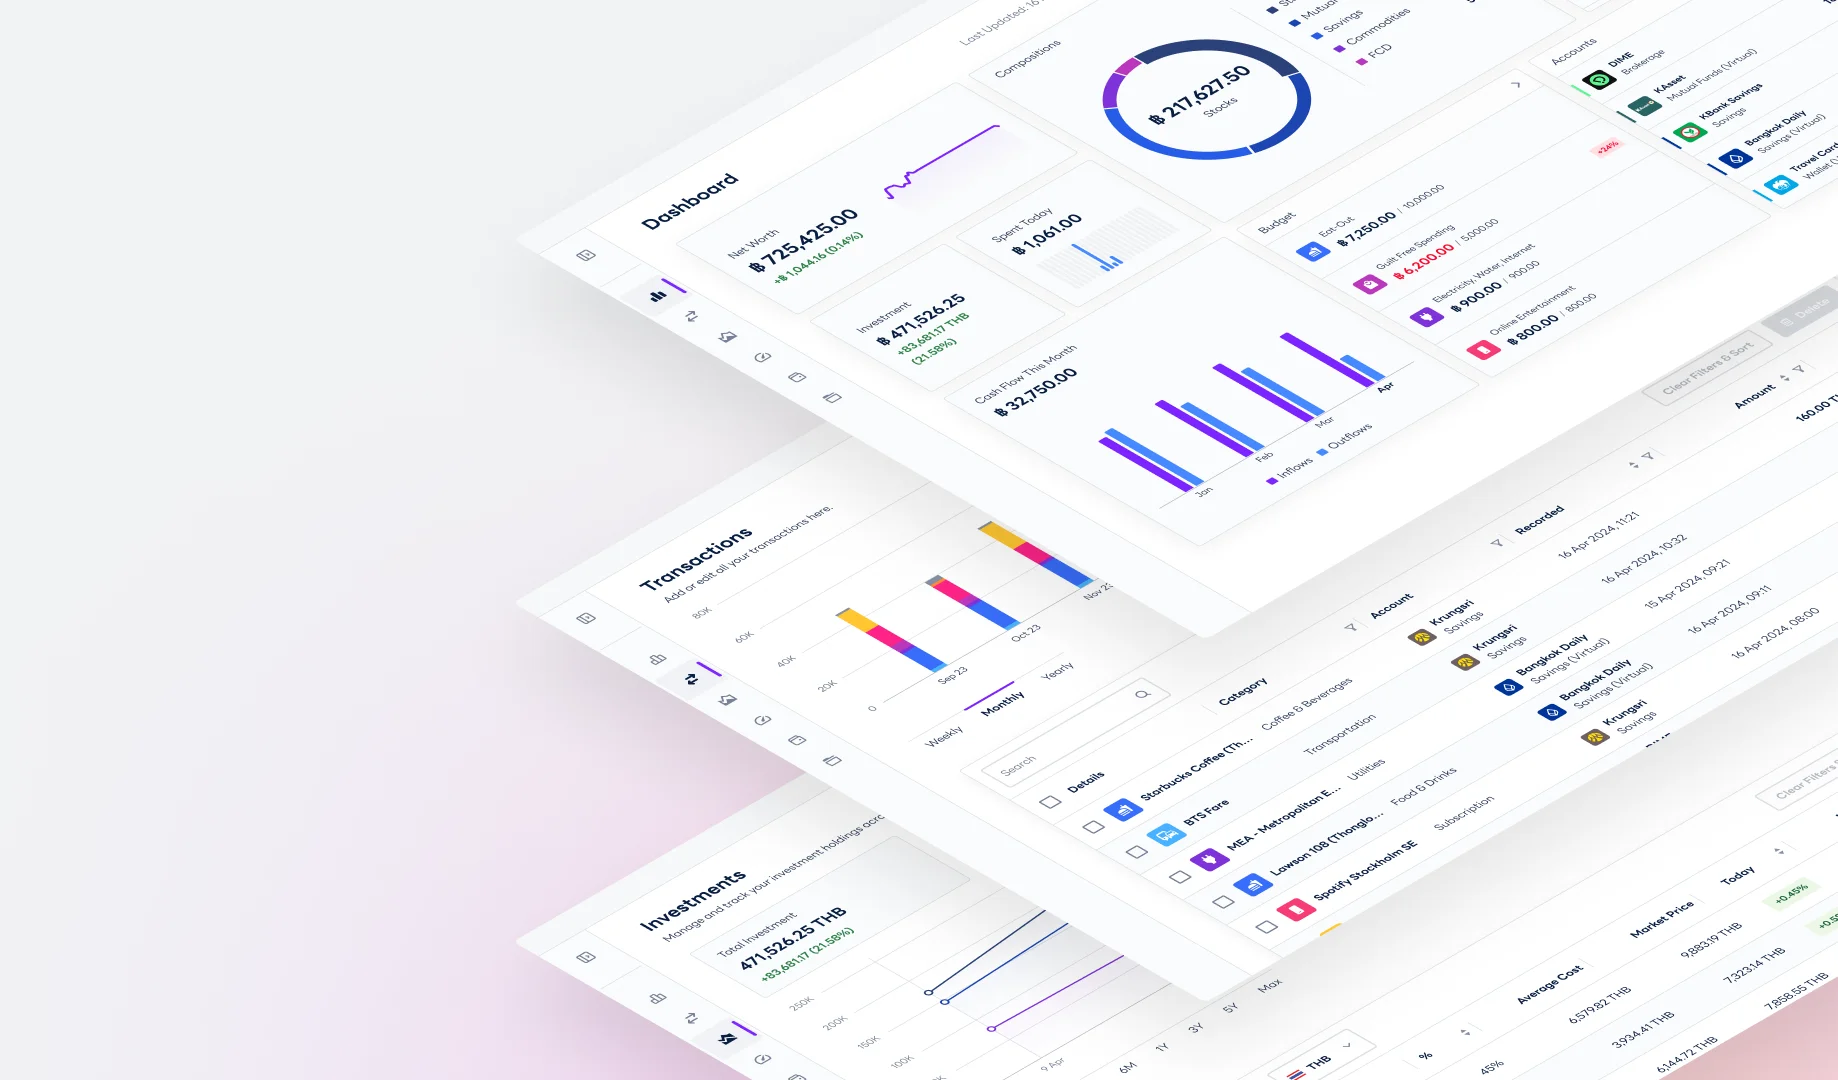 Dashboard
Last Updated: 16
Net Worth
฿ 725,425.00
+฿ 1,044.16 (0.14%)
Investment
฿ 471,526.25
+83,681.17 THB
(21.58%)
Spent Today
฿ 1,061.00
Cash Flow This Month
฿ 32,750.00
Jan
Feb
Mar
Apr
Inflows
Outflows
Compositions
฿ 217,627.50
Stocks
Mutual
Savings
Commodities
FCD
Budget
+24%
Eat-Out
฿ 7,250.00 / 10,000.00
Guilt Free Spending
฿ 6,200.00 / 5,000.00
Electricity, Water, Internet
฿ 900.00 / 900.00
Online Entertainment
฿ 800.00 / 800.00
Accounts
DIME
Brokerage
KAsset
Mutual Funds (Virtual)
KBank Savings
Savings
Bangkok Daily
Savings (Virtual)
Travel Card
Transactions
Add or edit all your transactions here.
80K
60K
40K
20K
0
Sep 23
Oct 23
Nov 23
Weekly
Monthly
Yearly
Search
Clear Filters & Sort
Delete
Details
Category
Account
Recorded
Amount
Starbucks Coffee (Th...
Coffee & Beverages
Krungsri
Savings
16 Apr 2024, 11:21
160.00
BTS Fare
Transportation
Krungsri
Savings
16 Apr 2024, 10:32
MEA - Metropolitan E...
Utilities
Bangkok Daily
Savings (Virtual)
15 Apr 2024, 09:21
Lawson 108 (Thonglo...
Food & Drinks
Bangkok Daily
Savings (Virtual)
16 Apr 2024, 09:11
Spotify Stockholm SE
Subscription
Krungsri
Savings
16 Apr 2024, 08:00
Investments
Manage and track your investment holdings
Total Investment
471,526.25 THB
+83,681.17 (21.58%)
250K
200K
150K
100K
9 Apr
6M
1Y
3Y
5Y
Max
THB
Clear Filters
%
Average Cost
Market Price
Today
6,579.82 THB
9,883.19 THB
+0.45%
3,934.41 THB
7,323.14 THB
6,144.72 THB
7,858.55 THB